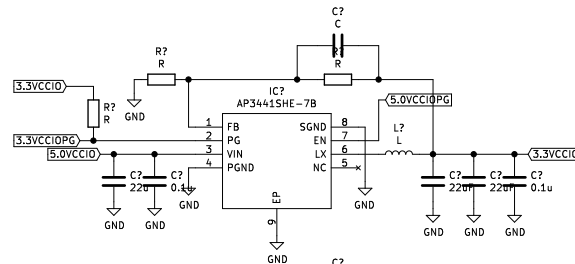 C?
C
R?
R
R?
R
3.3VCCIO
IC?
AP3441SHE-7B
R?
R
5.0VCCIOPG
GND
1
FB
SGND
8
3.3VCCIOPG
2
PG
EN
7
L?
L
5.0VCCIO
3
VIN
LX
6
3.3VCCIO
4
PGND
NC
5
C?
22u
C?
0.1u
GND
EP
9
C?
22uF
C?
22uF
C?
0.1u
GND
GND
GND
GND
GND
GND
GND
C?